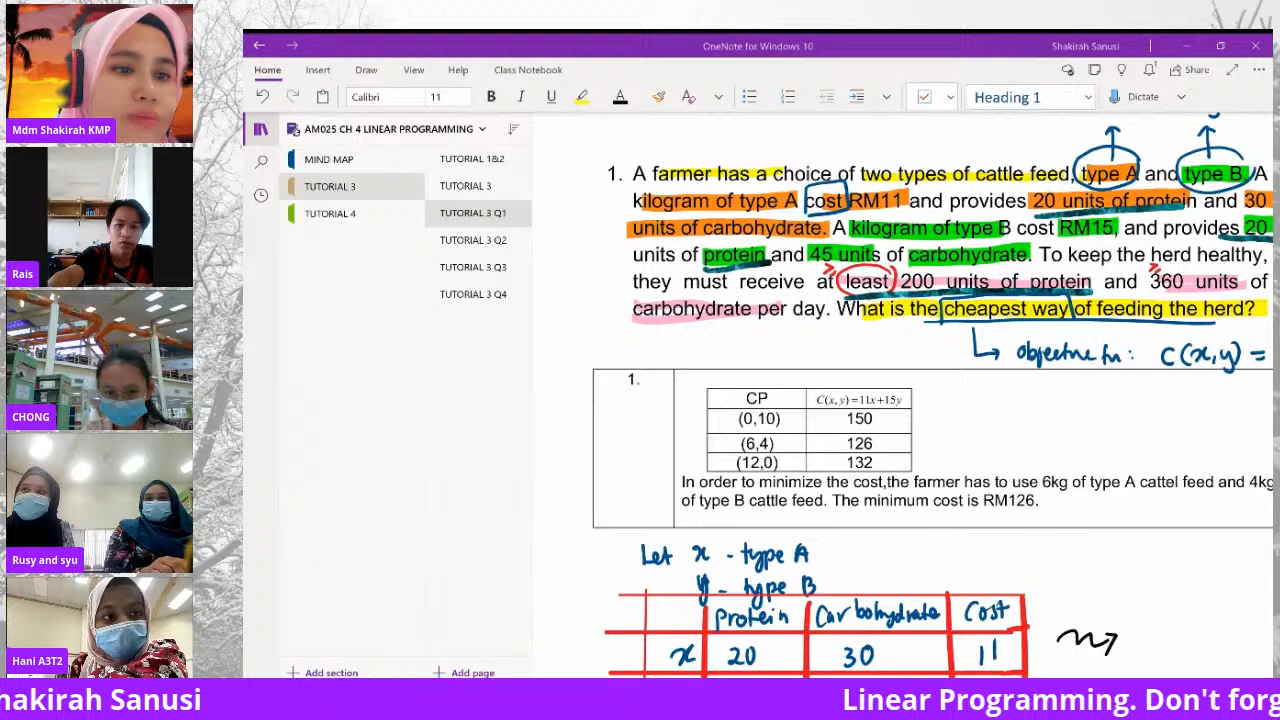 Mdm Shakirah KMP
Rais
CHONG
Rusy and syu
Hani A3T2
OneNote for Windows 10
Shakirah Sanusi
Home Insert Draw View Help Class Notebook
Share
Calibri 11 B I U A Heading 1 Dictate
AM025 CH 4 LINEAR PROGRAMMING
MIND MAP
TUTORIAL 3
TUTORIAL 4
TUTORIAL 1&2
TUTORIAL 3
TUTORIAL 3 Q1
TUTORIAL 3 Q2
TUTORIAL 3 Q3
TUTORIAL 3 Q4
Add section
Add page
1. A farmer has a choice of two types of cattle feed, type A and type B. A
kilogram of type A cost RM11 and provides 20 units of protein and 30
units of carbohydrate. A kilogram of type B cost RM15, and provides 20
units of protein and 45 units of carbohydrate. To keep the herd healthy,
they must receive at least 200 units of protein and 360 units of
carbohydrate per day. What is the cheapest way of feeding the herd?
objective fn: C(x,y) =
1.
CP C(x, y) = 11x+15y
(0,10) 150
(6,4) 126
(12,0) 132
In order to minimize the cost,the farmer has to use 6kg of type A cattel feed and 4kg
of type B cattle feed. The minimum cost is RM126.
Let x - type A
y - type B
Protein Carbohydrate Cost
x 20 30 11
hakirah Sanusi
Linear Programming. Don't forg